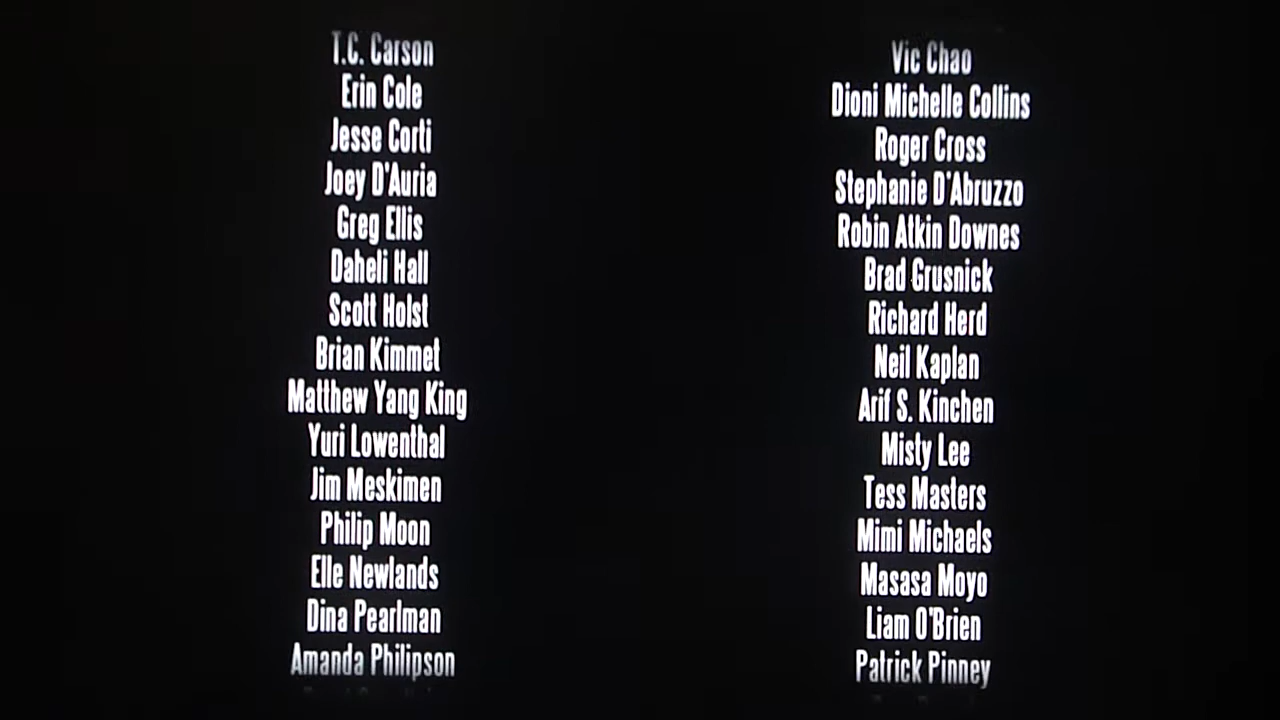 T.C. Carson
Erin Cole
Jesse Corti
Joey D'Auria
Greg Ellis
Daheli Hall
Scott Holst
Brian Kimmet
Matthew Yang King
Yuri Lowenthal
Jim Meskimen
Philip Moon
Elle Newlands
Dina Pearlman
Amanda Philipson
Vic Chao
Dioni Michelle Collins
Roger Cross
Stephanie D'Abruzzo
Robin Atkin Downes
Brad Grusnick
Richard Herd
Neil Kaplan
Arif S. Kinchen
Misty Lee
Tess Masters
Mimi Michaels
Masasa Moyo
Liam O'Brien
Patrick Pinney